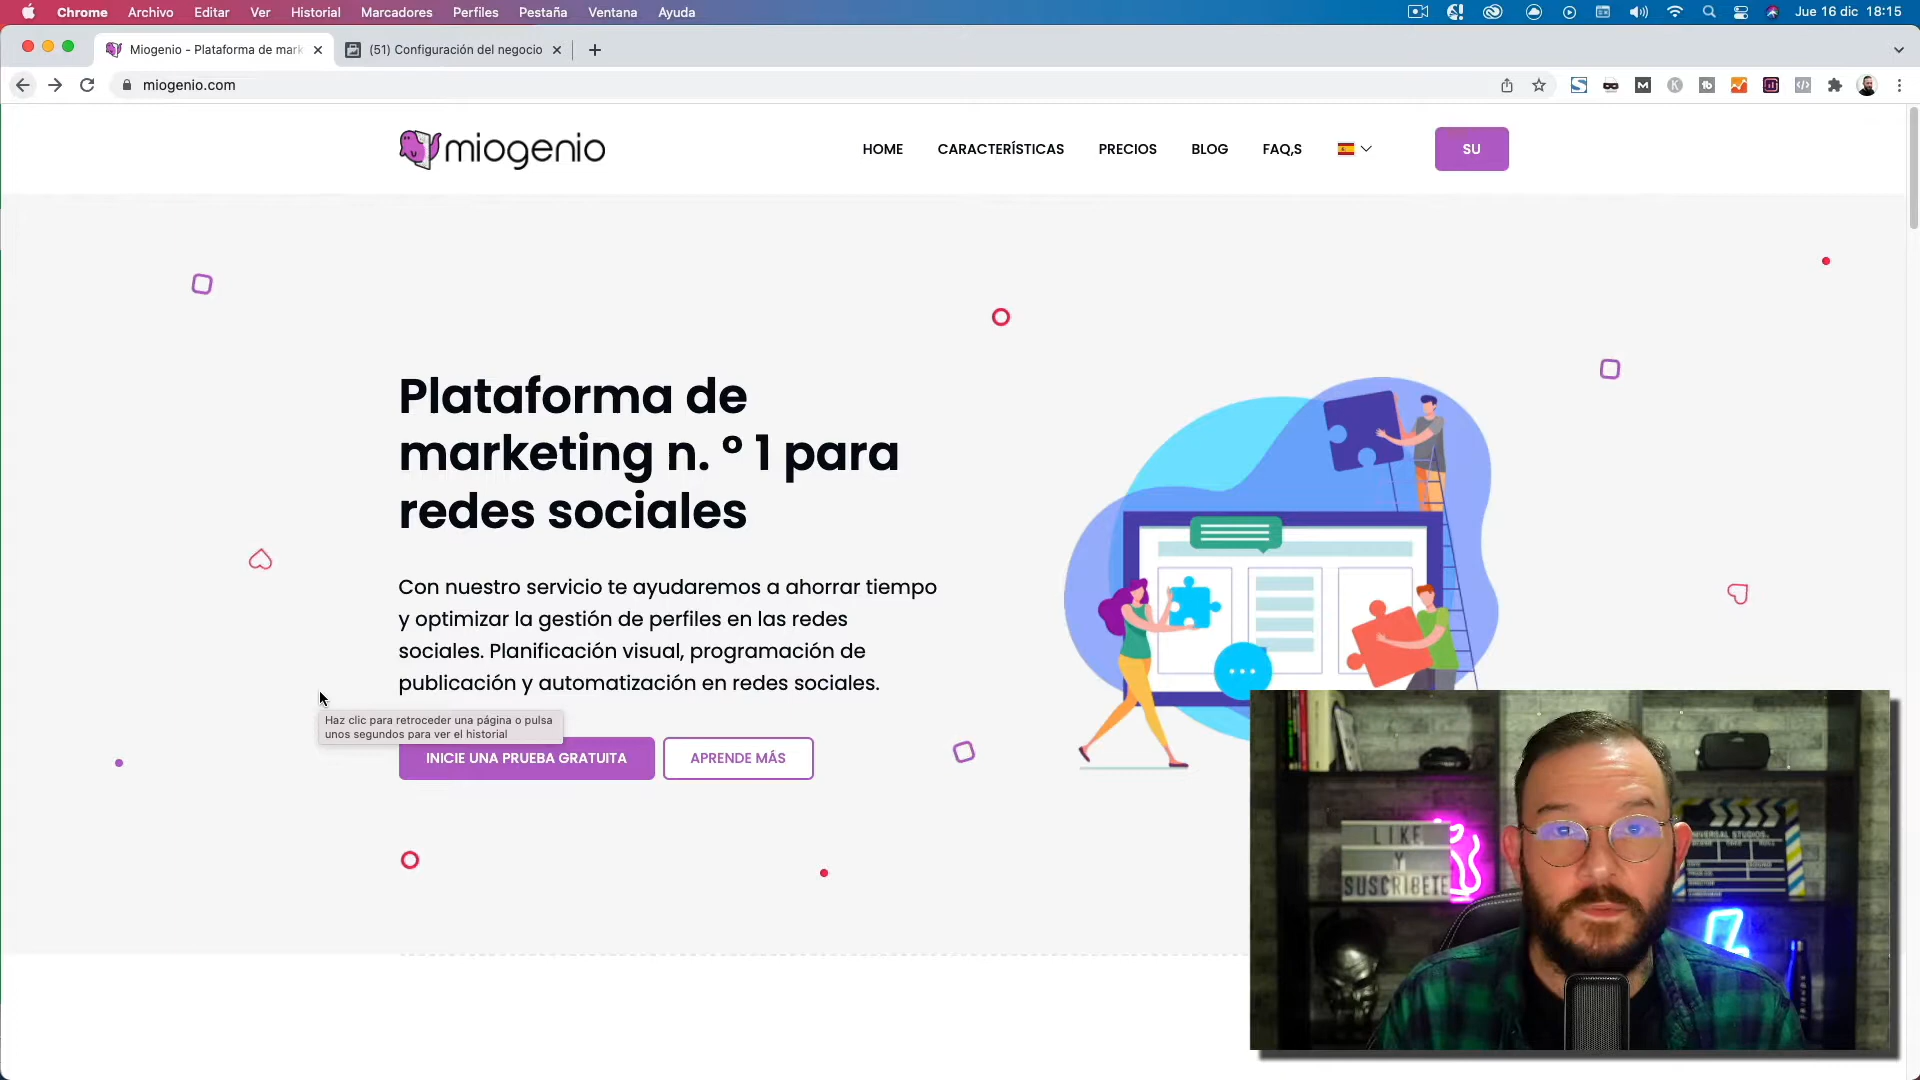 Chrome Archivo Editar Ver Historial Marcadores Perfiles Pestaña Ventana Ayuda
Jue 16 dic 18:15
Miogenio - Plataforma de mark
(51) Configuración del negocio
miogenio.com
miogenio
HOME CARACTERÍSTICAS PRECIOS BLOG FAQ,S
SU
Plataforma de
marketing n. º 1 para
redes sociales
Con nuestro servicio te ayudaremos a ahorrar tiempo
y optimizar la gestión de perfiles en las redes
sociales. Planificación visual, programación de
publicación y automatización en redes sociales.
Haz clic para retroceder una página o pulsa
unos segundos para ver el historial
INICIE UNA PRUEBA GRATUITA
APRENDE MÁS
LIKE
Y
SUSCRIBETE